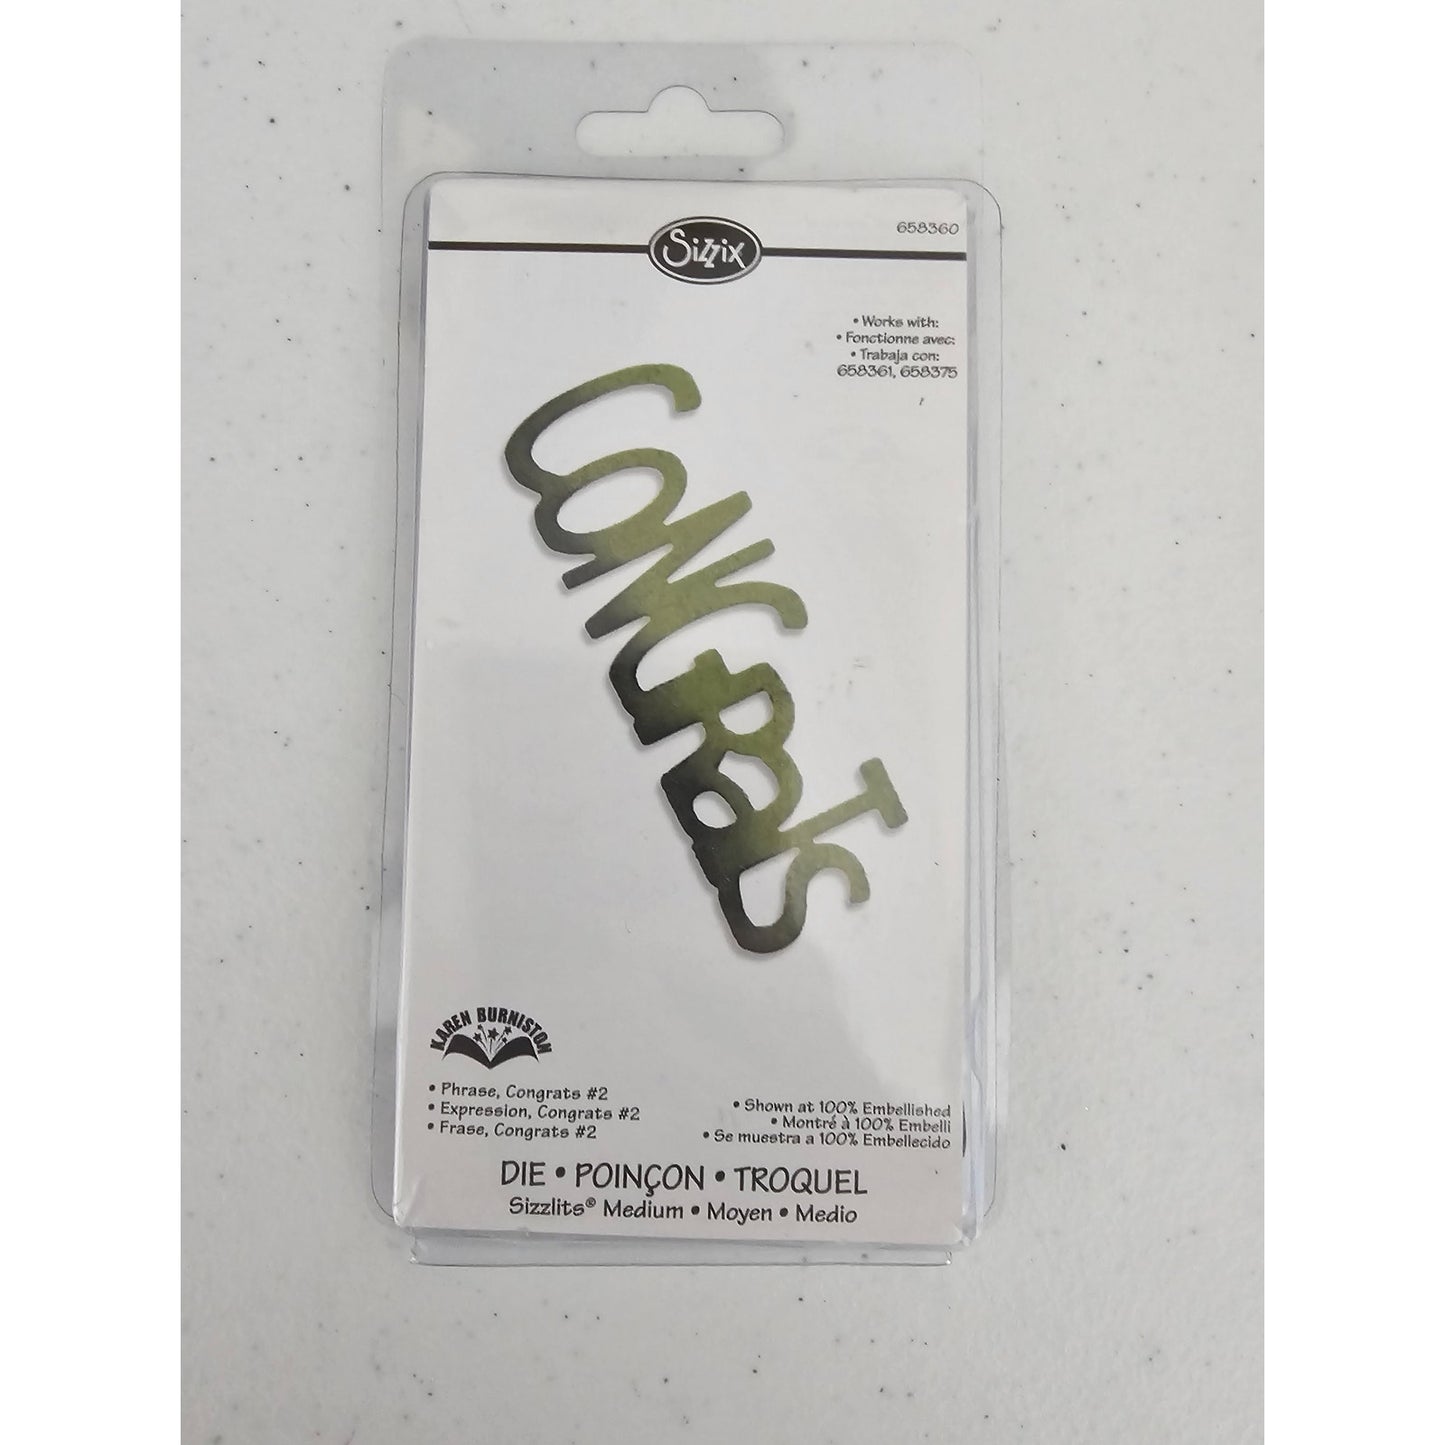 Sizzix
658360
• Works with:
• Fonctionne avec:
• Trabaja con:
658361, 658375
CONGRATS
KAREN BURNISTON
• Phrase, Congrats #2
• Expression, Congrats #2
• Frase, Congrats #2
• Shown at 100% Embellished
• Montré à 100% Embelli
• Se muestra a 100% Embellecido
DIE • POINÇON • TROQUEL
Sizzlits® Medium • Moyen • Medio